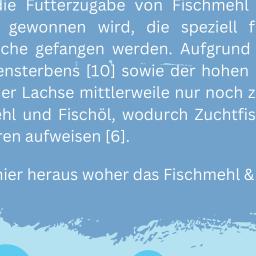 die Futterzugabe von Fischmehl
gewonnen wird, die speziell f
che gefangen werden. Aufgrund
ensterbens [10] sowie der hohen
er Lachse mittlerweile nur noch z
ehl und Fischöl, wodurch Zuchtfis
ren aufweisen [6].
hier heraus woher das Fischmehl &